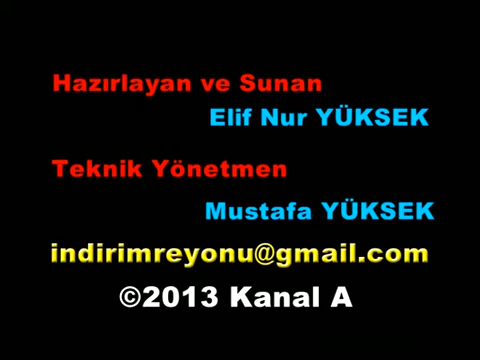 Hazırlayan ve Sunan
Elif Nur YÜKSEK
Teknik Yönetmen
Mustafa YÜKSEK
indirimreyonu@gmail.com
©2013 Kanal A